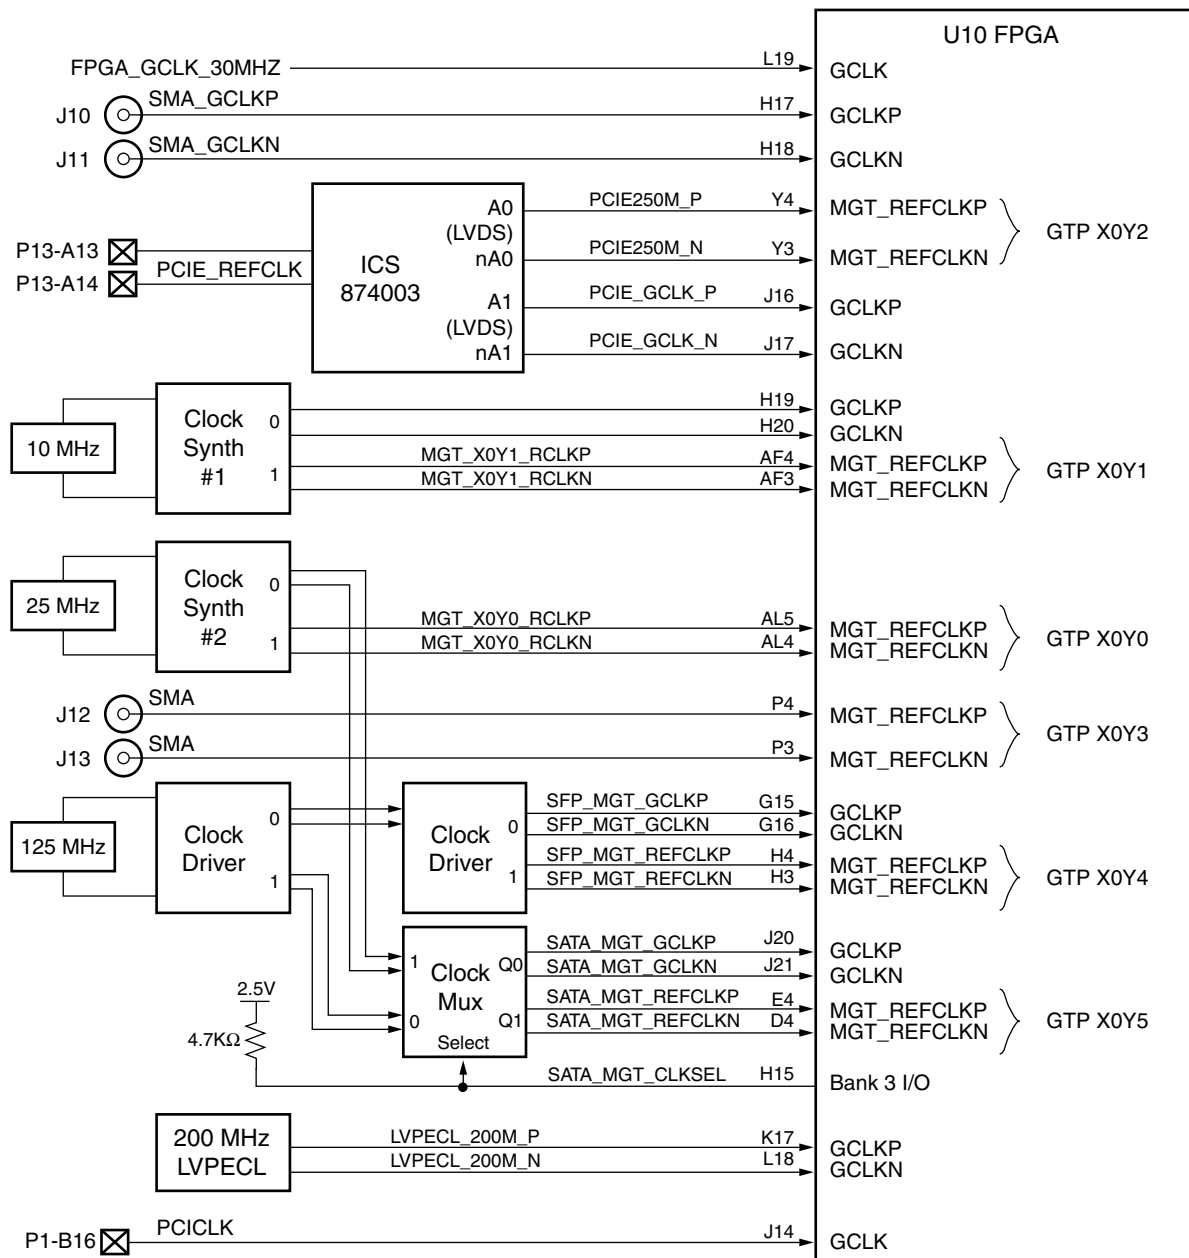 U10 FPGA
FPGA_GCLK_30MHZ L19 GCLK
J10 SMA_GCLKP H17 GCLKP
J11 SMA_GCLKN H18 GCLKN
A0 PCIE250M_P Y4 MGT_REFCLKP
(LVDS) GTP X0Y2
P13-A13 nA0 PCIE250M_N Y3 MGT_REFCLKN
P13-A14 PCIE_REFCLK ICS
874003
A1 PCIE_GCLK_P J16 GCLKP
(LVDS)
nA1 PCIE_GCLK_N J17 GCLKN
10 MHz
Clock
Synth
#1
0 H19 GCLKP
H20 GCLKN
MGT_X0Y1_RCLKP AF4 MGT_REFCLKP
1 MGT_X0Y1_RCLKN AF3 MGT_REFCLKN
GTP X0Y1
25 MHz
Clock
Synth
#2
0
MGT_X0Y0_RCLKP AL5 MGT_REFCLKP
1 MGT_X0Y0_RCLKN AL4 MGT_REFCLKN
GTP X0Y0
J12 SMA P4 MGT_REFCLKP
GTP X0Y3
J13 SMA P3 MGT_REFCLKN
125 MHz
Clock
Driver
0
1
Clock
Driver
0
1
SFP_MGT_GCLKP G15 GCLKP
SFP_MGT_GCLKN G16 GCLKN
SFP_MGT_REFCLKP H4 MGT_REFCLKP
SFP_MGT_REFCLKN H3 MGT_REFCLKN
GTP X0Y4
1
0
Clock
Mux
Select
Q0
Q1
SATA_MGT_GCLKP J20 GCLKP
SATA_MGT_GCLKN J21 GCLKN
SATA_MGT_REFCLKP E4 MGT_REFCLKP
SATA_MGT_REFCLKN D4 MGT_REFCLKN
GTP X0Y5
2.5V
4.7KΩ
SATA_MGT_CLKSEL H15 Bank 3 I/O
200 MHz
LVPECL
LVPECL_200M_P K17 GCLKP
LVPECL_200M_N L18 GCLKN
P1-B16 PCICLK J14 GCLK